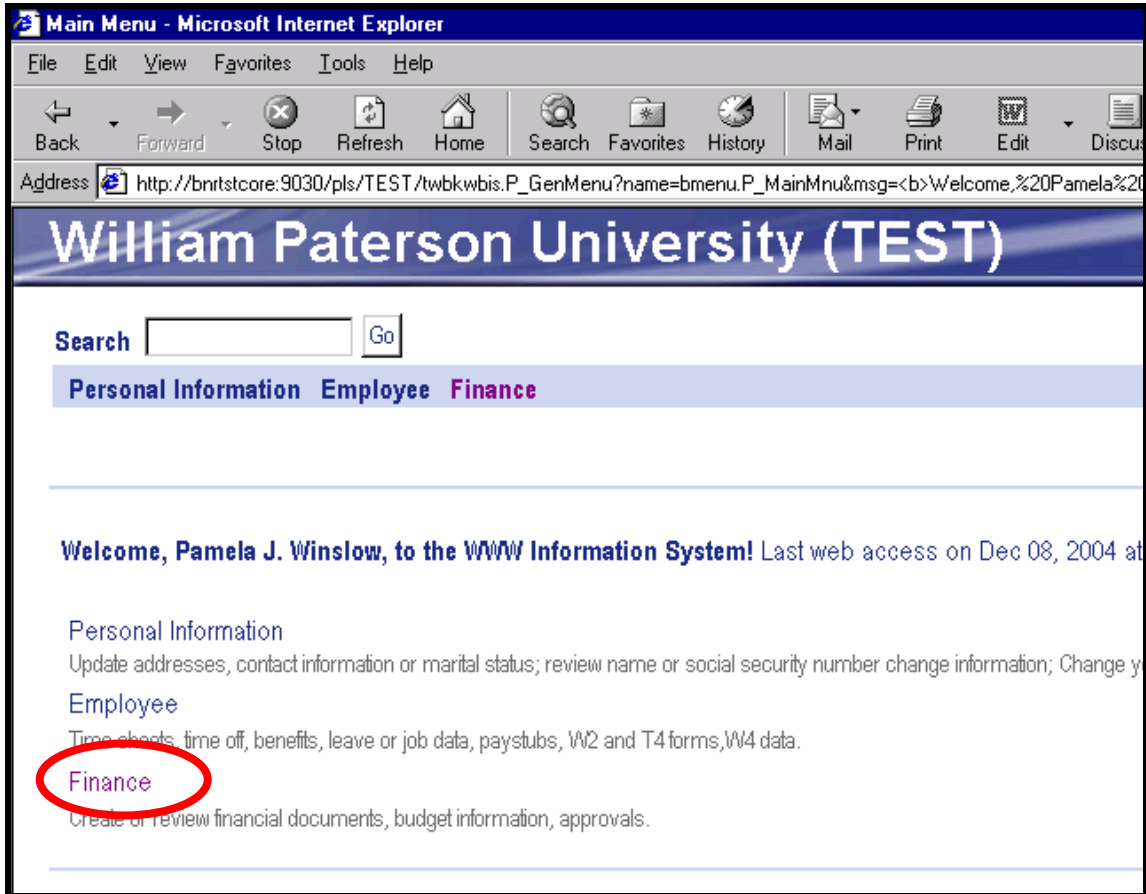 Main Menu - Microsoft Internet Explorer
File Edit View Favorites Tools Help
Back Forward Stop Refresh Home Search Favorites History Mail Print Edit Discus
Address http://bnrtstcore:9030/pls/TEST/twbkwbis.P_GenMenu?name=bmenu.P_MainMnu&msg=<b>Welcome,%20Pamela%20
William Paterson University (TEST)
Search Go
Personal Information Employee Finance
Welcome, Pamela J. Winslow, to the WWW Information System! Last web access on Dec 08, 2004 at
Personal Information
Update addresses, contact information or marital status; review name or social security number change information; Change y
Employee
Time sheets, time off, benefits, leave or job data, paystubs, W2 and T4 forms,W4 data.
Finance
Create or review financial documents, budget information, approvals.